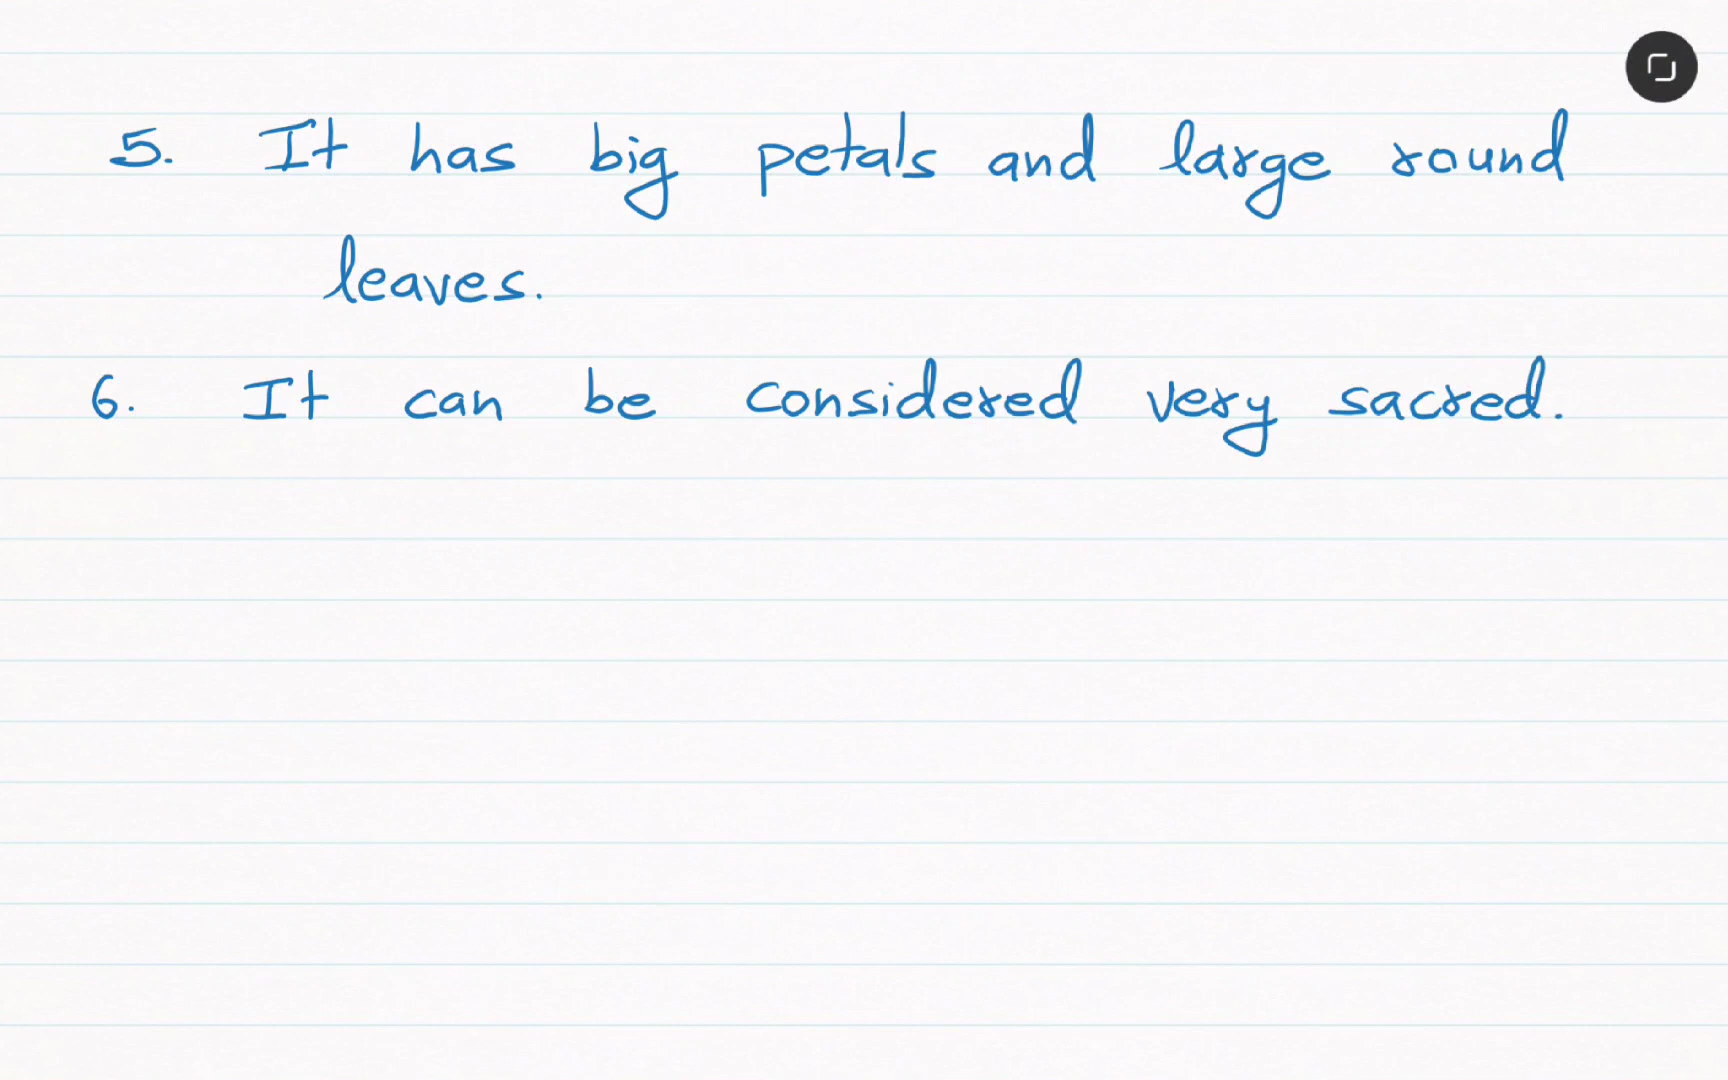 5. It has big petals and large round
leaves.
6. It can be considered very sacred.